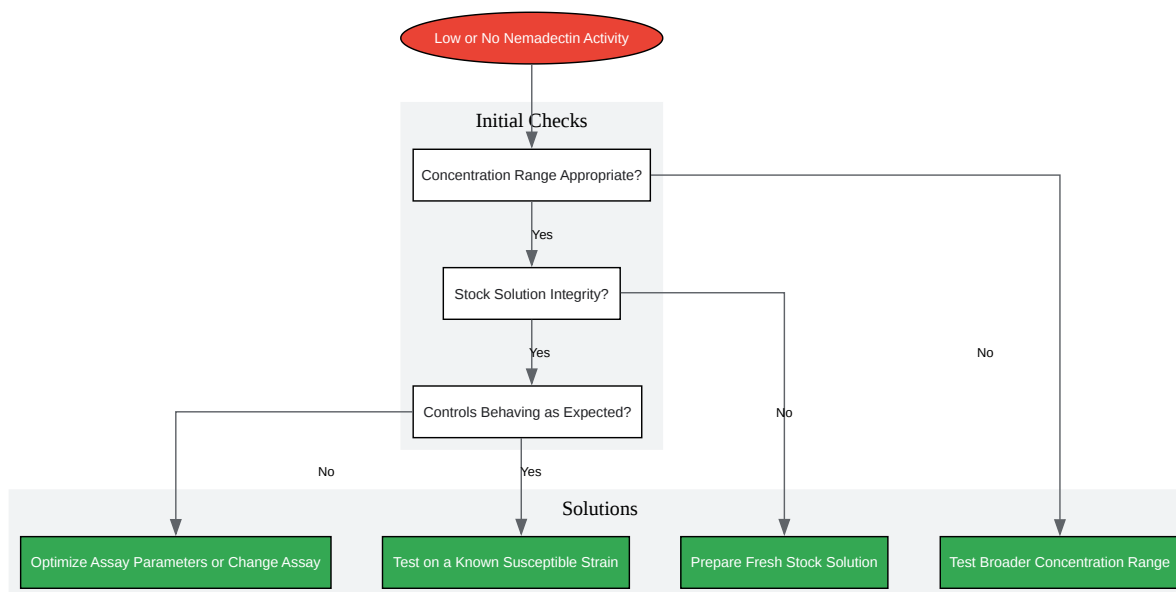 Low or No Nemadectin Activity
Initial Checks
Concentration Range Appropriate?
Yes
Stock Solution Integrity?
Yes
No
Controls Behaving as Expected?
No
No
Yes
Solutions
Optimize Assay Parameters or Change Assay
Test on a Known Susceptible Strain
Prepare Fresh Stock Solution
Test Broader Concentration Range